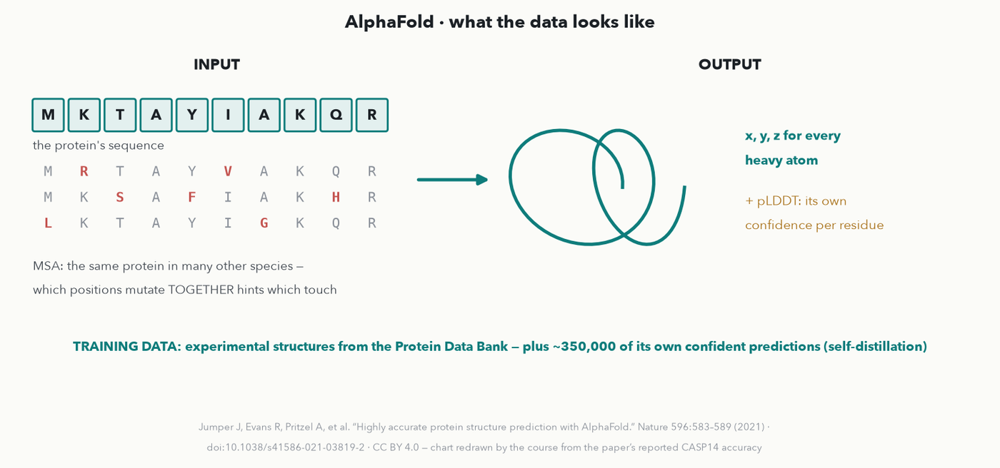 AlphaFold · what the data looks like
INPUT
OUTPUT
M K T A Y I A K Q R
the protein's sequence
M R T A Y V A K Q R
M K S A F I A K H R
L K T A Y I G K Q R
MSA: the same protein in many other species —
which positions mutate TOGETHER hints which touch
x, y, z for every
heavy atom
+ pLDDT: its own
confidence per residue
TRAINING DATA: experimental structures from the Protein Data Bank — plus ~350,000 of its own confident predictions (self-distillation)
Jumper J, Evans R, Pritzel A, et al. “Highly accurate protein structure prediction with AlphaFold.” Nature 596:583–589 (2021) ·
doi:10.1038/s41586-021-03819-2 · CC BY 4.0 — chart redrawn by the course from the paper’s reported CASP14 accuracy